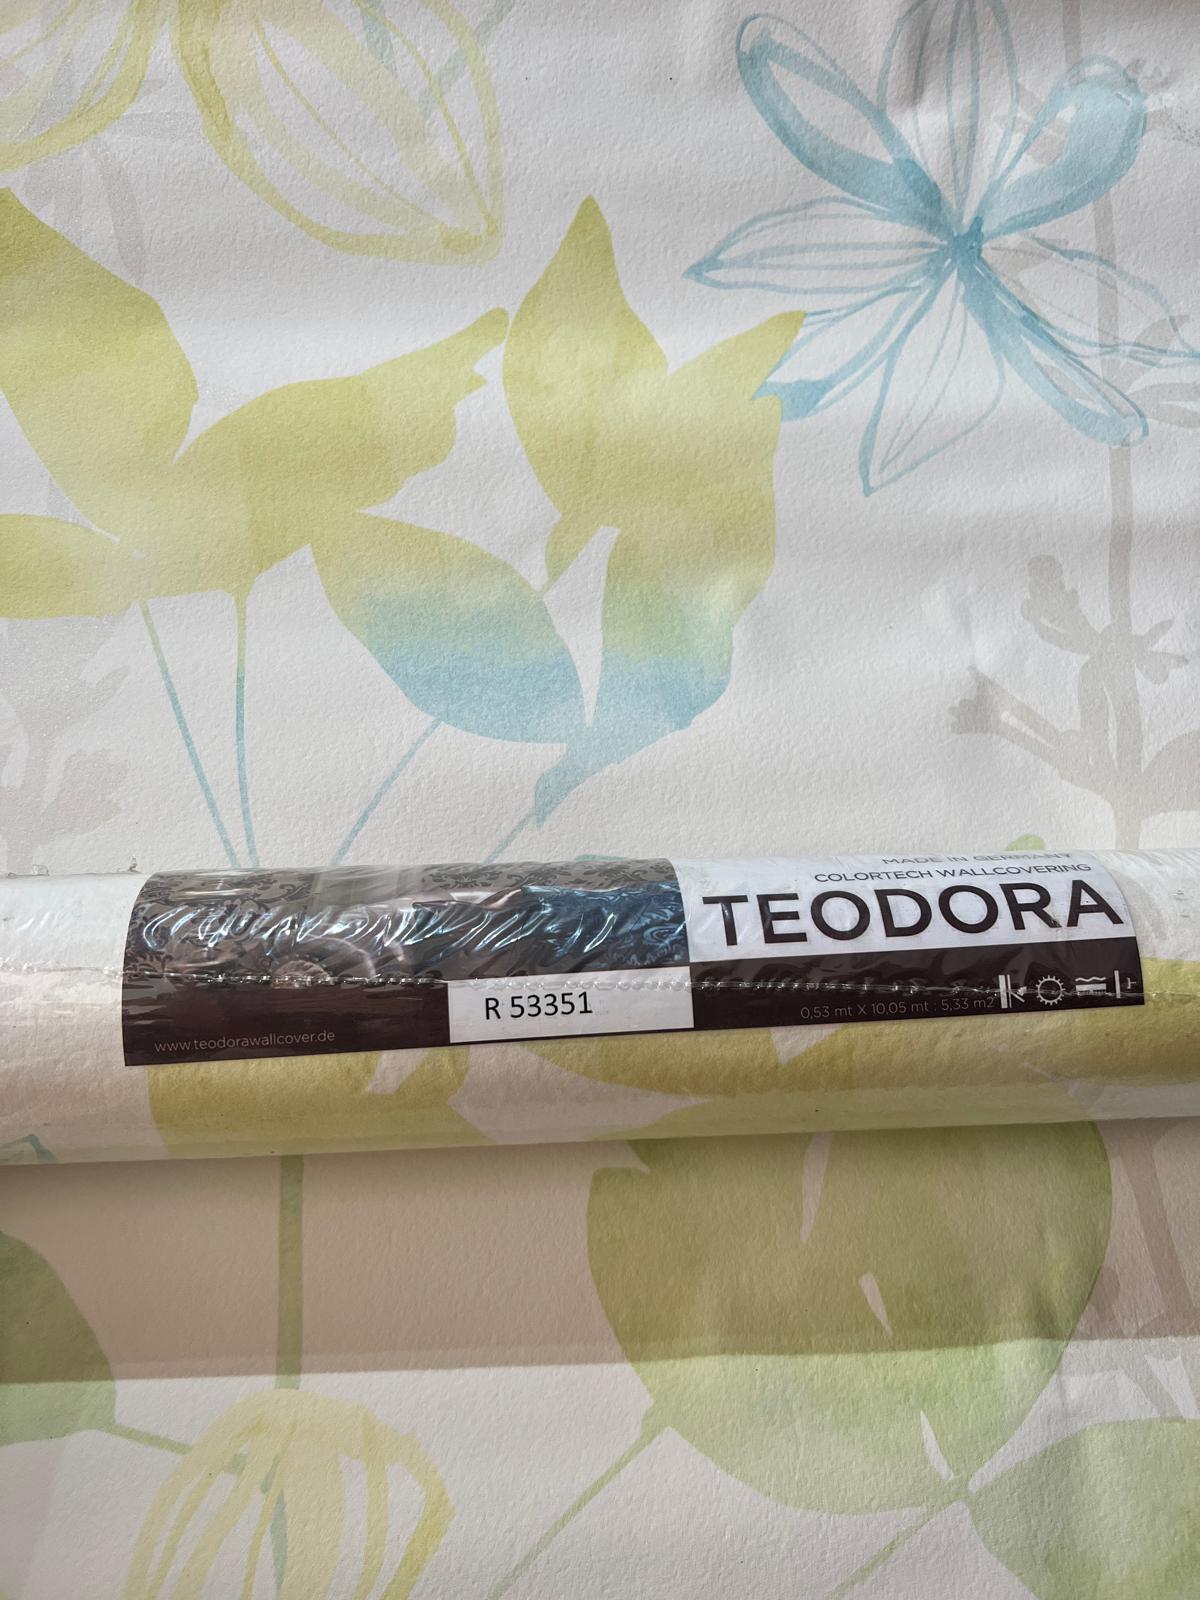 MADE IN GERMANY
COLORTECH WALLCOVERING
TEODORA
R 53351
0,53 mt X 10,05 mt : 5,33 m2
www.teodorawallcover.de